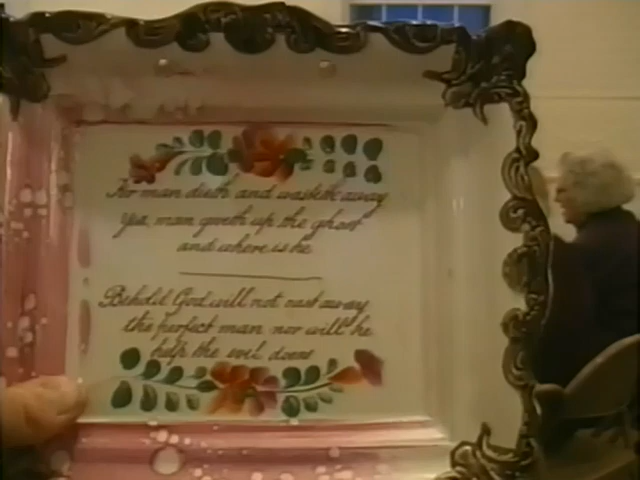 For man dieth and wasteth away
Yea, man giveth up the ghost
and where is he
Behold God will not cast away
the perfect man nor will he
help the evil doers